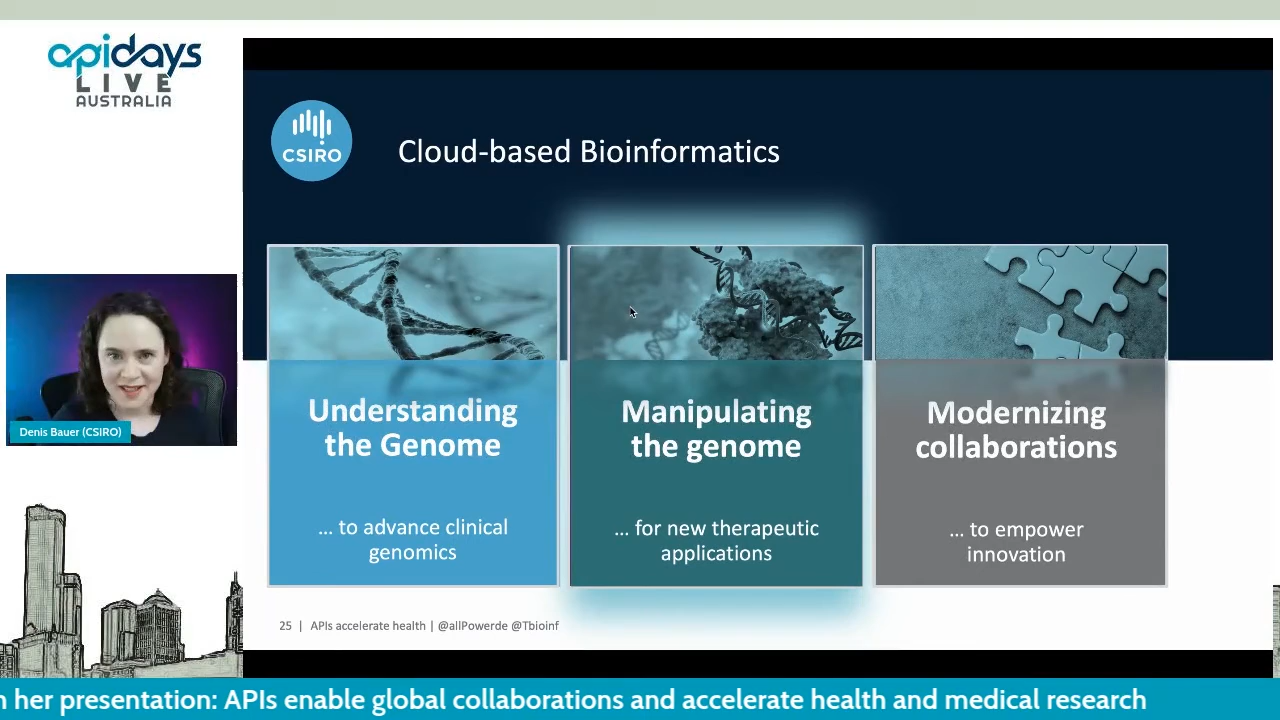 apidays
LIVE
AUSTRALIA
CSIRO
Cloud-based Bioinformatics
Understanding
the Genome
... to advance clinical
genomics
Manipulating
the genome
... for new therapeutic
applications
Modernizing
collaborations
... to empower
innovation
Denis Bauer (CSIRO)
25 | APIs accelerate health | @allPowerde @Tbioinf
her presentation: APIs enable global collaborations and accelerate health and medical research